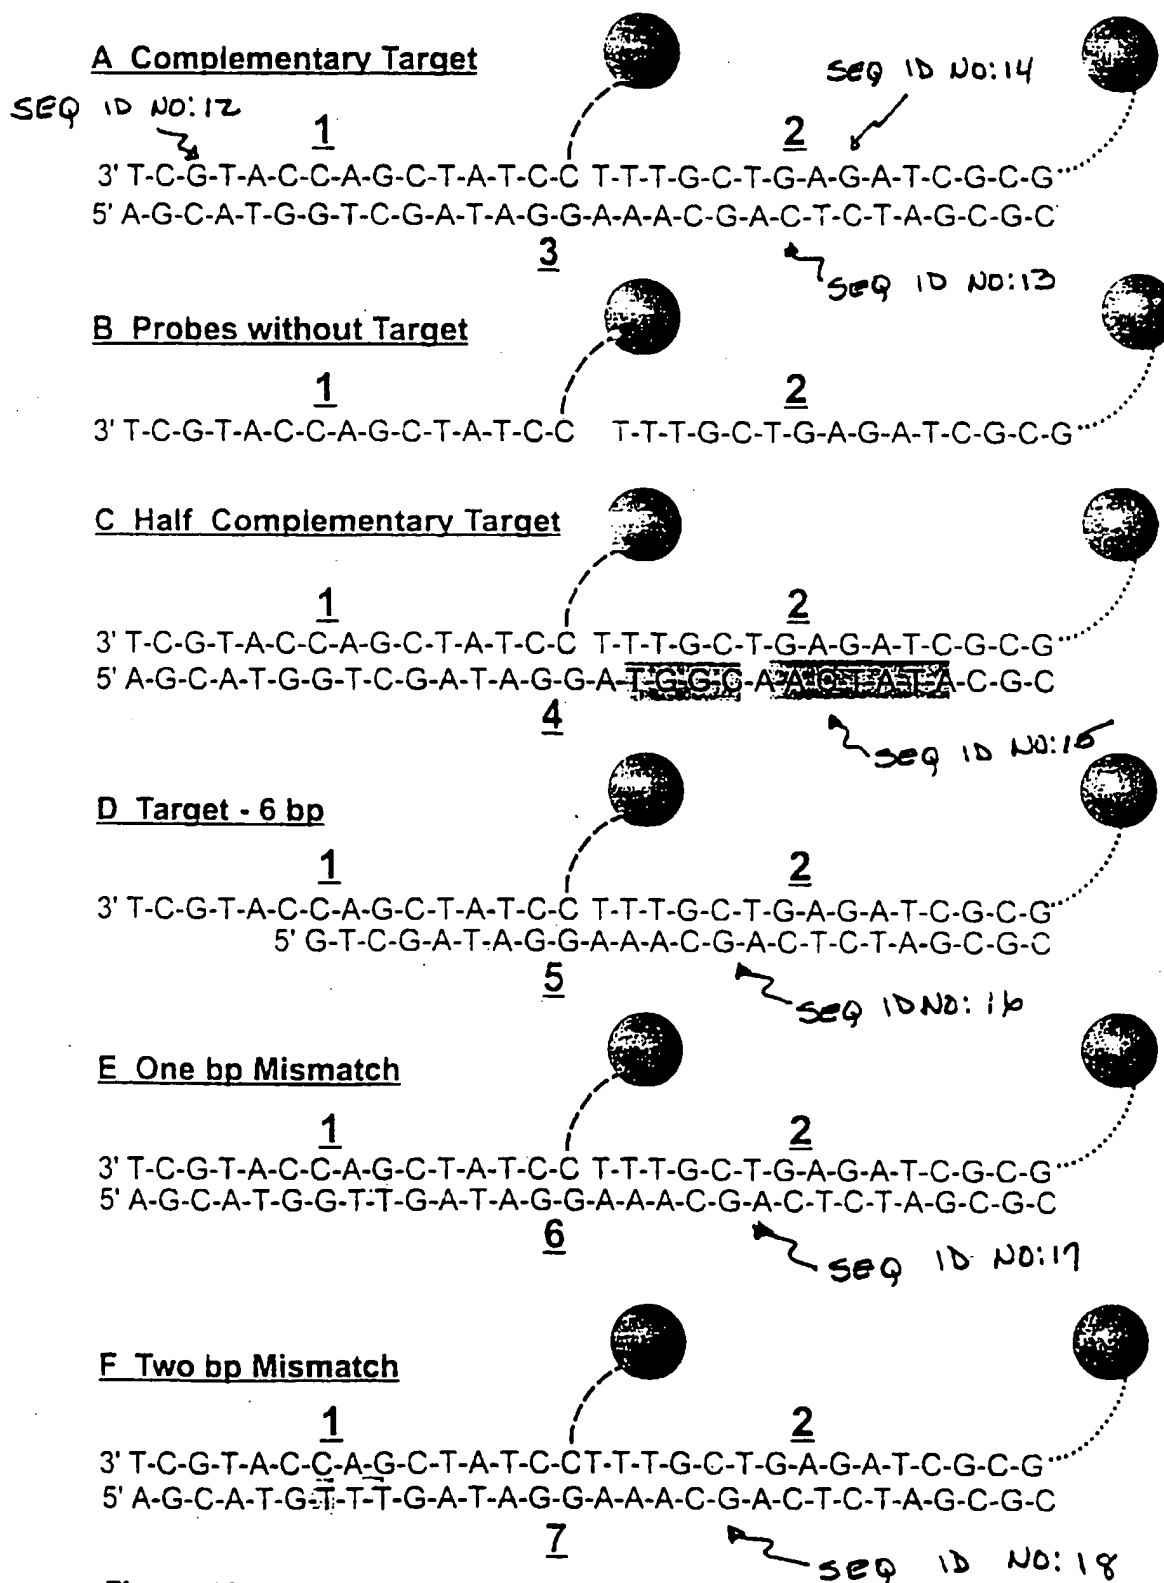 A Complementary Target
SEQ ID NO:12
SEQ ID NO:14
1
2
3' T-C-G-T-A-C-C-A-G-C-T-A-T-C-C T-T-T-G-C-T-G-A-G-A-T-C-G-C-G
5' A-G-C-A-T-G-G-T-C-G-A-T-A-G-G-A-A-A-C-G-A-C-T-C-T-A-G-C-G-C
3
SEQ ID NO:13
B Probes without Target
1
2
3' T-C-G-T-A-C-C-A-G-C-T-A-T-C-C T-T-T-G-C-T-G-A-G-A-T-C-G-C-G
C Half Complementary Target
1
2
3' T-C-G-T-A-C-C-A-G-C-T-A-T-C-C T-T-T-G-C-T-G-A-G-A-T-C-G-C-G
5' A-G-C-A-T-G-G-T-C-G-A-T-A-G-G-A-T-G-G-C-A-A-C-T-A-T-A-C-G-C
4
SEQ ID NO:15
D Target - 6 bp
1
2
3' T-C-G-T-A-C-C-A-G-C-T-A-T-C-C T-T-T-G-C-T-G-A-G-A-T-C-G-C-G
5' G-T-C-G-A-T-A-G-G-A-A-A-C-G-A-C-T-C-T-A-G-C-G-C
5
SEQ ID NO: 16
E One bp Mismatch
1
2
3' T-C-G-T-A-C-C-A-G-C-T-A-T-C-C T-T-T-G-C-T-G-A-G-A-T-C-G-C-G
5' A-G-C-A-T-G-G-T-T-G-A-T-A-G-G-A-A-A-C-G-A-C-T-C-T-A-G-C-G-C
6
SEQ ID NO:17
F Two bp Mismatch
1
2
3' T-C-G-T-A-C-C-A-G-C-T-A-T-C-C-T-T-T-G-C-T-G-A-G-A-T-C-G-C-G
5' A-G-C-A-T-G-T-T-T-G-A-T-A-G-G-A-A-A-C-G-A-C-T-C-T-A-G-C-G-C
7
SEQ ID NO: 18